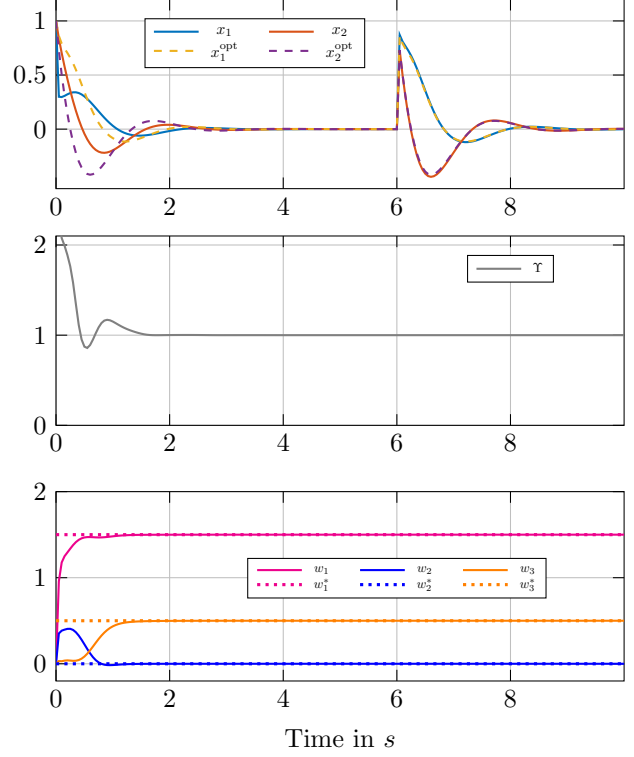 1
0.5
0
x₁ x₂
x₁ᵒᵖᵗ x₂ᵒᵖᵗ
0 2 4 6 8
2
1
0
ϒ
0 2 4 6 8
2
1
0
w₁ w₂ w₃
w₁* w₂* w₃*
0 2 4 6 8
Time in s